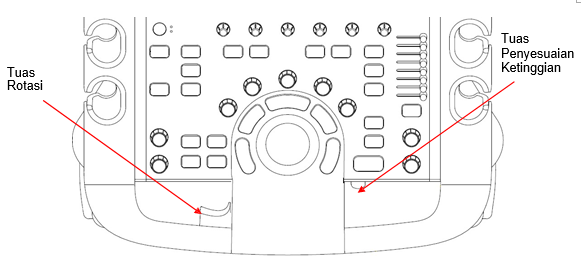 Tuas
Rotasi
Tuas
Penyesuaian
Ketinggian